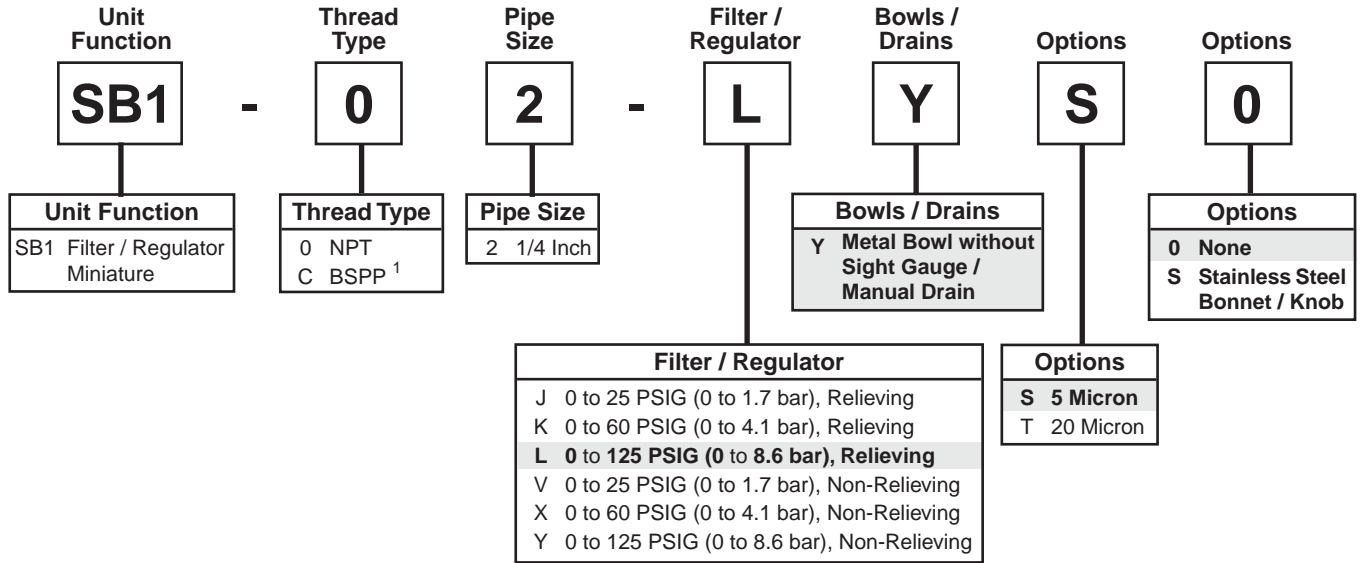 Unit Function
Thread Type
Pipe Size
Filter / Regulator
Bowls / Drains
Options
Options
SB1 - 0 2 - L Y S 0
Unit Function
SB1 Filter / Regulator
Miniature
Thread Type
0 NPT
C BSPP 1
Pipe Size
2 1/4 Inch
Bowls / Drains
Y Metal Bowl without
Sight Gauge /
Manual Drain
Options
0 None
S Stainless Steel
Bonnet / Knob
Filter / Regulator
J 0 to 25 PSIG (0 to 1.7 bar), Relieving
K 0 to 60 PSIG (0 to 4.1 bar), Relieving
L 0 to 125 PSIG (0 to 8.6 bar), Relieving
V 0 to 25 PSIG (0 to 1.7 bar), Non-Relieving
X 0 to 60 PSIG (0 to 4.1 bar), Non-Relieving
Y 0 to 125 PSIG (0 to 8.6 bar), Non-Relieving
Options
S 5 Micron
T 20 Micron